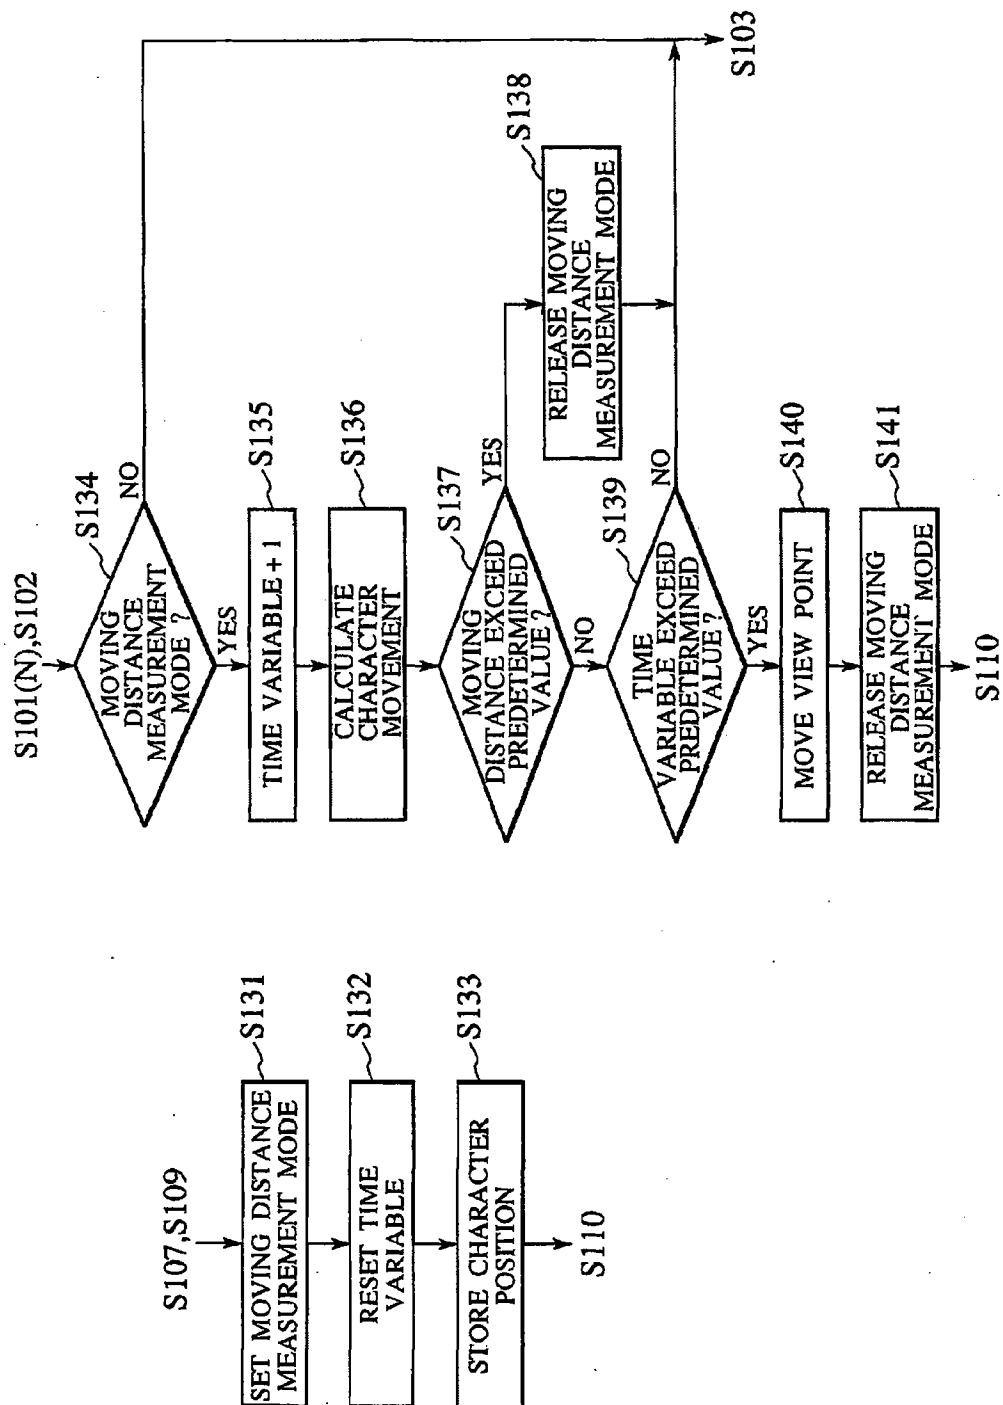 S107,S109
SET MOVING DISTANCE
MEASUREMENT MODE
S131
RESET TIME
VARIABLE
S132
STORE CHARACTER
POSITION
S133
S110
S101(N),S102
MOVING
DISTANCE
MEASUREMENT
MODE ?
S134
NO
YES
TIME VARIABLE + 1
S135
CALCULATE
CHARACTER
MOVEMENT
S136
MOVING
DISTANCE EXCEED
PREDETERMINED
VALUE ?
S137
YES
NO
RELEASE MOVING
DISTANCE
MEASUREMENT MODE
S138
TIME
VARIABLE EXCEED
PREDETERMINED
VALUE ?
S139
NO
YES
MOVE VIEW POINT
S140
RELEASE MOVING
DISTANCE
MEASUREMENT MODE
S141
S110
S103